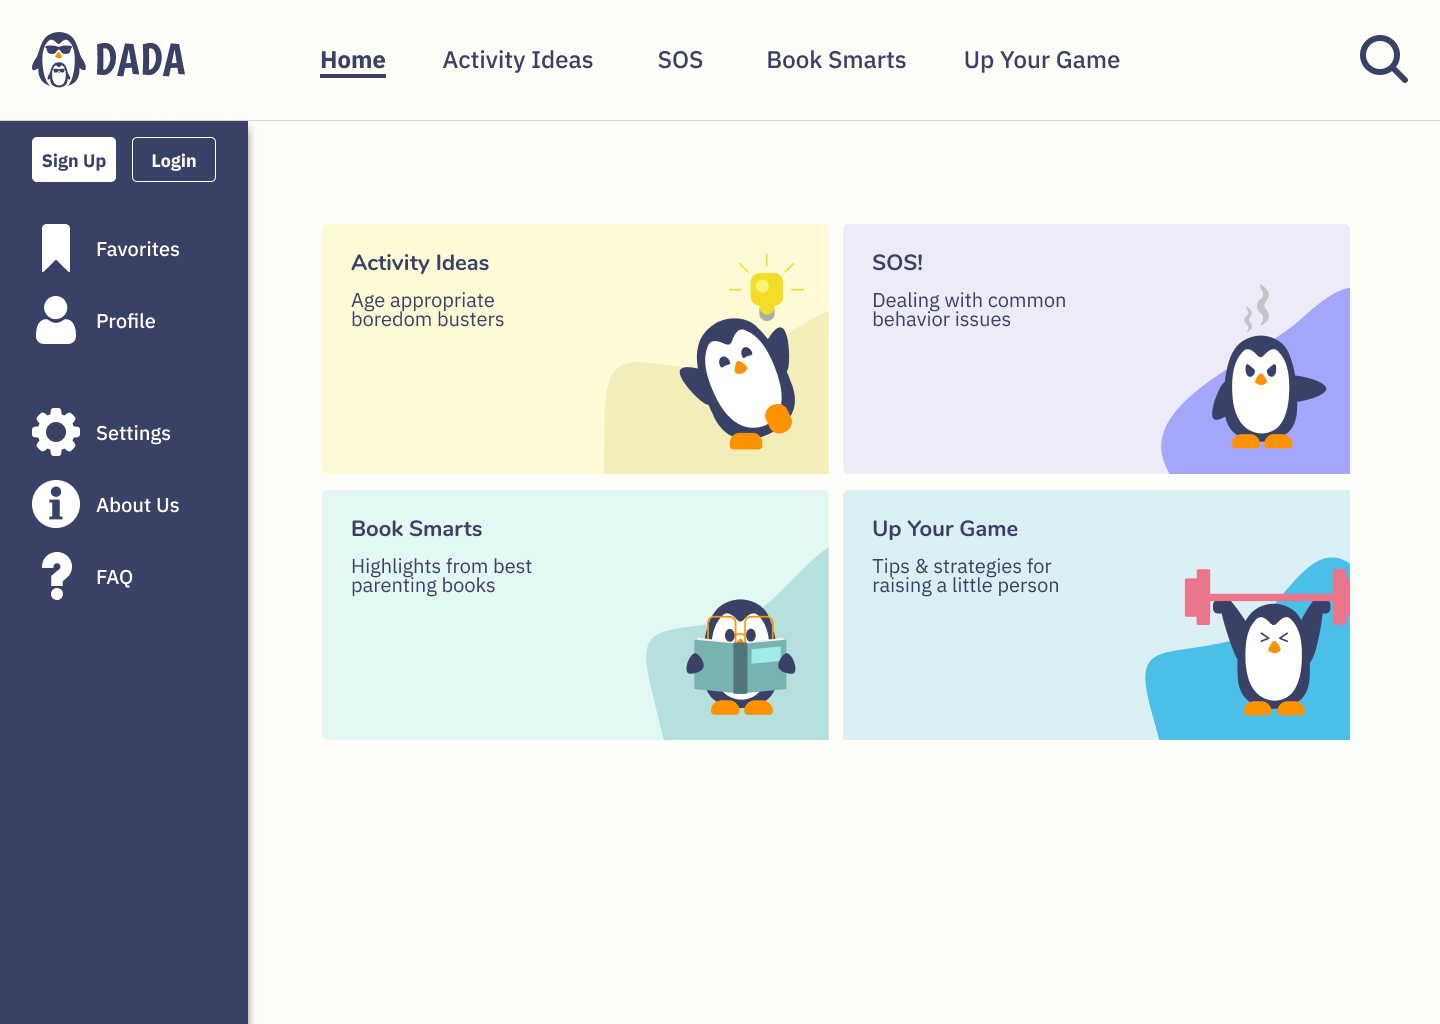 DADA
Home
Activity Ideas
SOS
Book Smarts
Up Your Game
Sign Up
Login
Favorites
Profile
Settings
About Us
FAQ
Activity Ideas
Age appropriate
boredom busters
SOS!
Dealing with common
behavior issues
Book Smarts
Highlights from best
parenting books
Up Your Game
Tips & strategies for
raising a little person